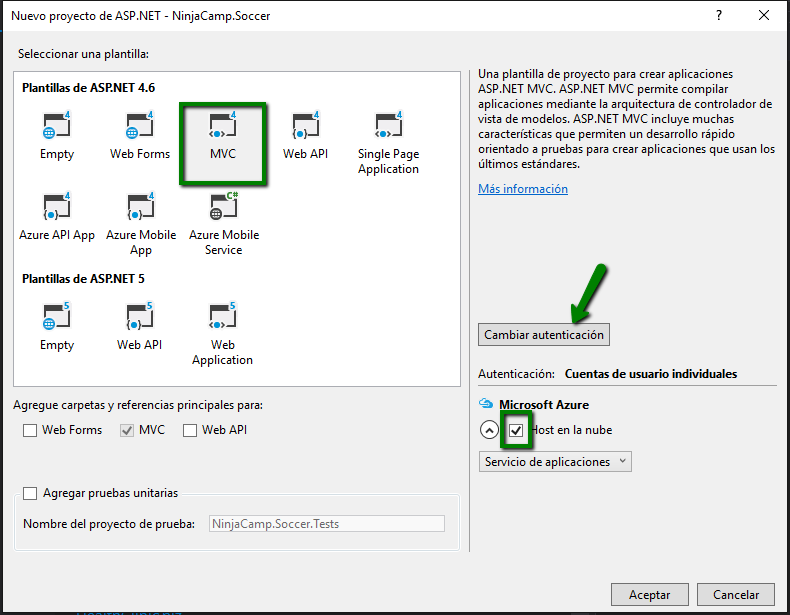 Nuevo proyecto de ASP.NET - NinjaCamp.Soccer
?
Seleccionar una plantilla:
Plantillas de ASP.NET 4.6
4 4 4 4 4
Empty Web Forms MVC Web API Single Page
Application
4 4 C#
Azure API App Azure Mobile Azure Mobile
App Service
Plantillas de ASP.NET 5
5 5 5
Empty Web API Web
Application
Una plantilla de proyecto para crear aplicaciones
ASP.NET MVC. ASP.NET MVC permite compilar
aplicaciones mediante la arquitectura de controlador de
vista de modelos. ASP.NET MVC incluye muchas
características que permiten un desarrollo rápido
orientado a pruebas para crear aplicaciones que usan los
últimos estándares.
Más información
Cambiar autenticación
Autenticación: Cuentas de usuario individuales
Microsoft Azure
Host en la nube
Servicio de aplicaciones
Agregue carpetas y referencias principales para:
Web Forms MVC Web API
Agregar pruebas unitarias
Nombre del proyecto de prueba: NinjaCamp.Soccer.Tests
Aceptar Cancelar